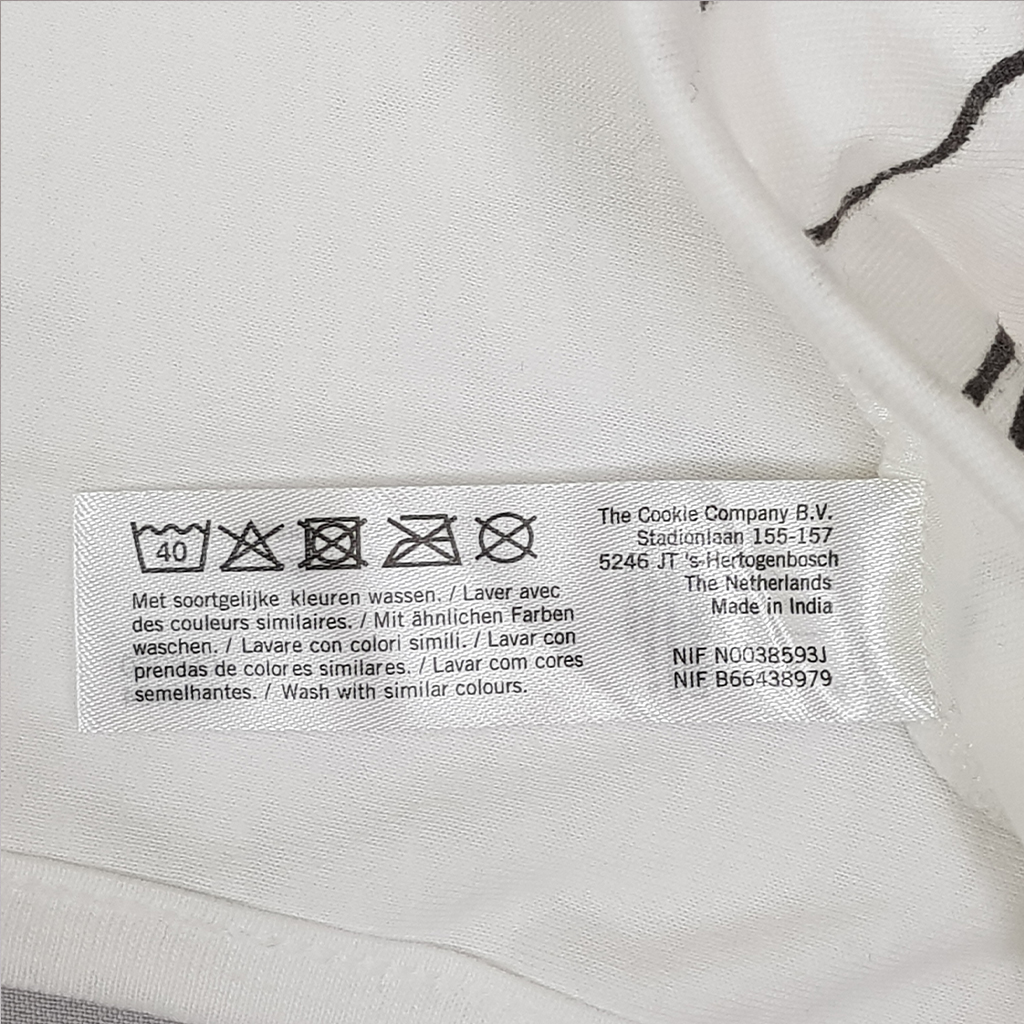 40
Met soortgelijke kleuren wassen. / Laver avec
des couleurs similaires. / Mit ähnlichen Farben
waschen. / Lavare con colori simili. / Lavar con
prendas de colores similares. / Lavar com cores
semelhantes. / Wash with similar colours.
The Cookie Company B.V.
Stadionlaan 155-157
5246 JT 's-Hertogenbosch
The Netherlands
Made in India
NIF N0038593J
NIF B66438979